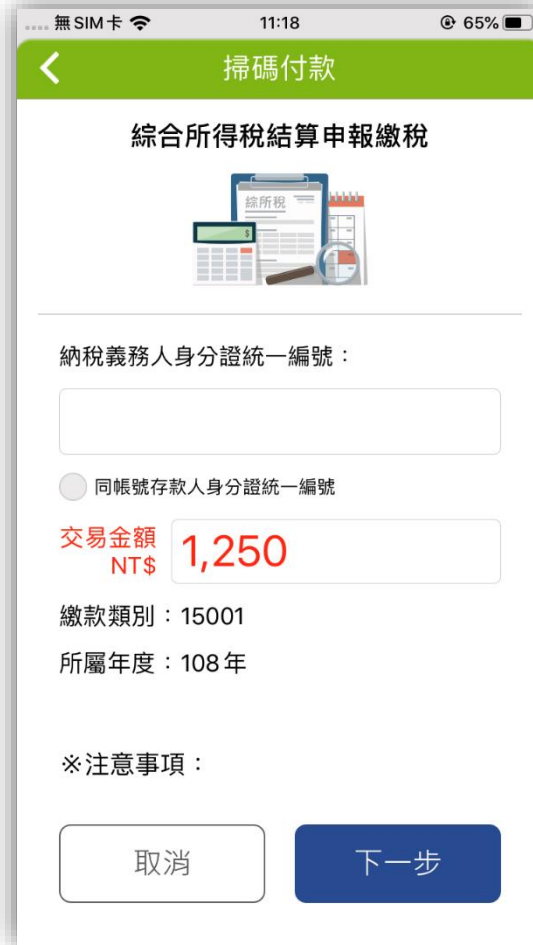 無SIM卡 11:18 65%
掃碼付款
綜合所得稅結算申報繳稅
綜所稅
$
納稅義務人身分證統一編號：
同帳號存款人身分證統一編號
交易金額
NT$
1,250
繳款類別：15001
所屬年度：108年
※注意事項：
取消 下一步